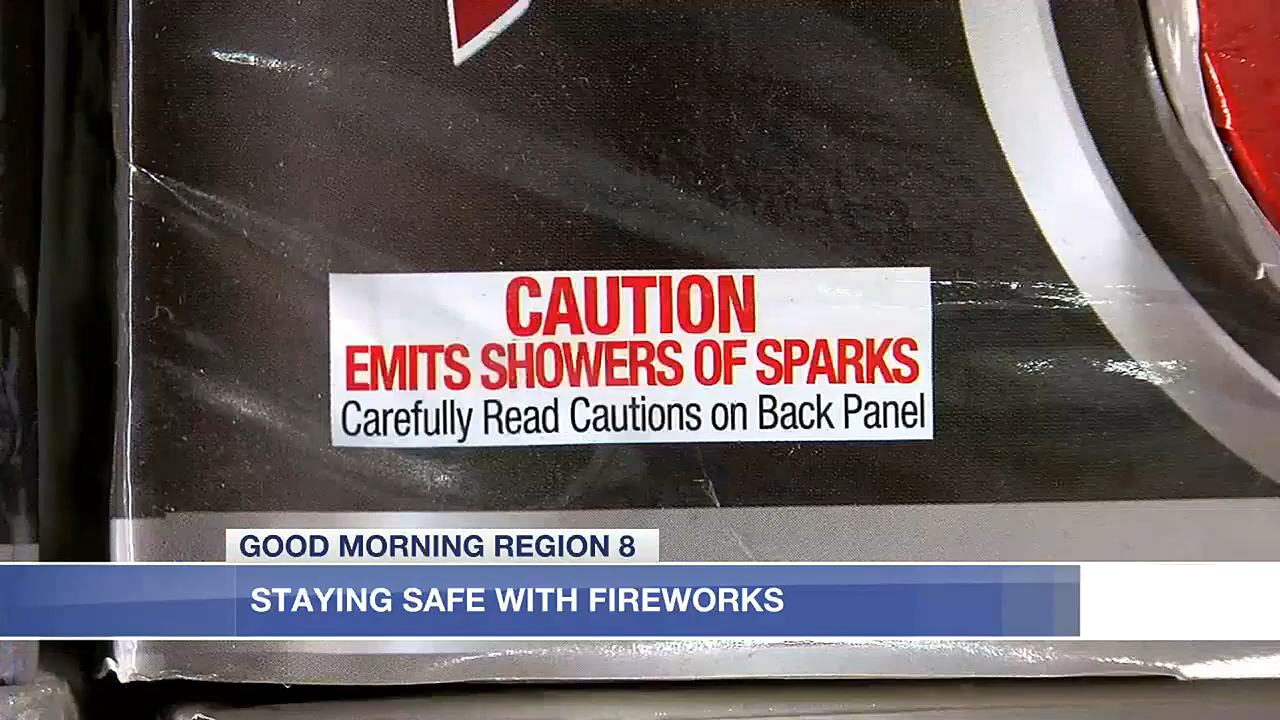 CAUTION
EMITS SHOWERS OF SPARKS
Carefully Read Cautions on Back Panel
GOOD MORNING REGION 8
STAYING SAFE WITH FIREWORKS